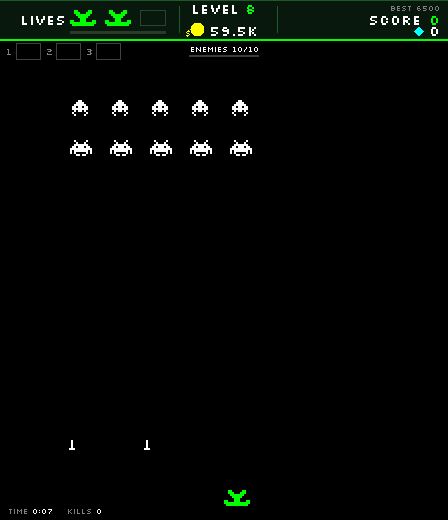 LIVES
LEVEL 8
$ 59.5K
BEST 6500
SCORE 0
0
1 2 3
ENEMIES 10/10
TIME 0:07 KILLS 0